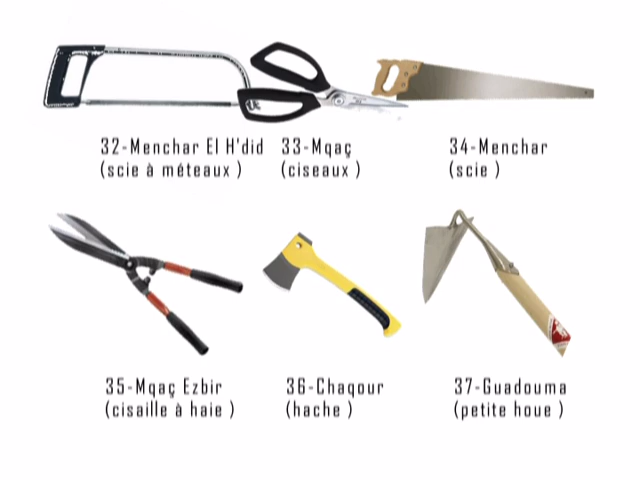 32-Menchar El H'did
(scie à méteaux )
33-Mqaç
(ciseaux )
34-Menchar
(scie )
35-Mqaç Ezbir
(cisaille à haie )
36-Chaqour
(hache )
37-Guadouma
(petite houe )